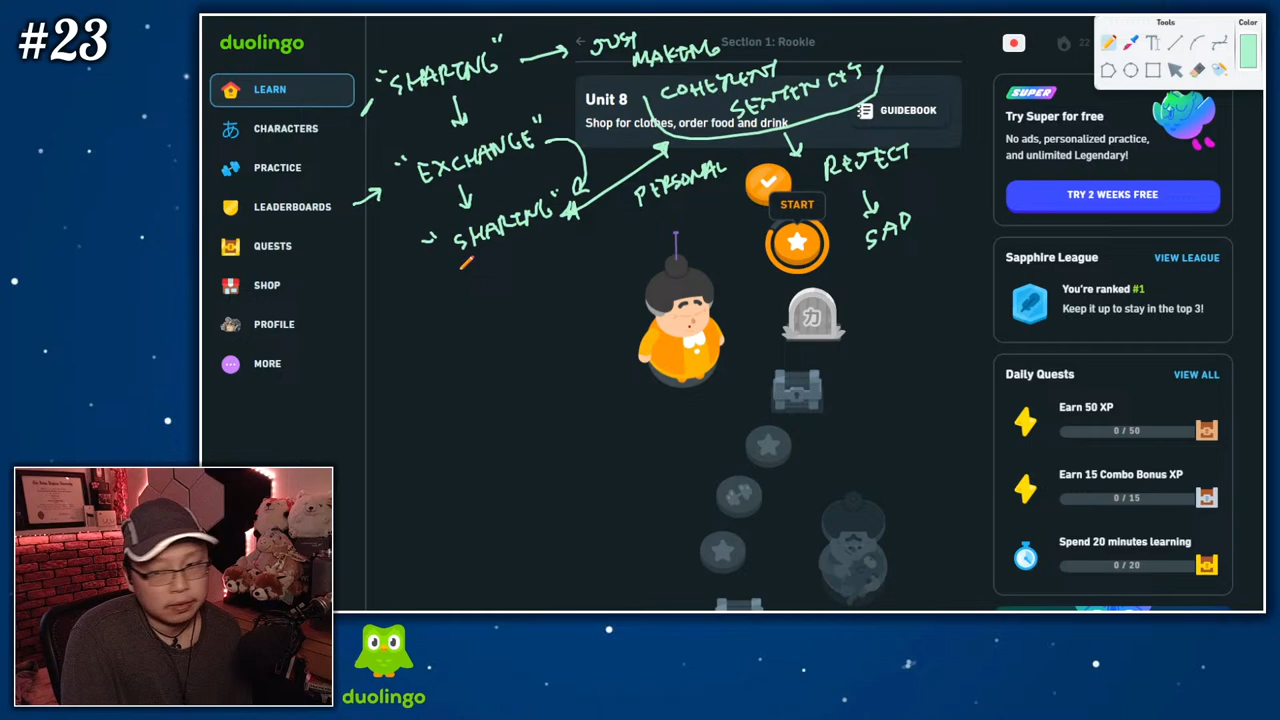 #23
duolingo
LEARN
CHARACTERS
PRACTICE
LEADERBOARDS
QUESTS
SHOP
PROFILE
MORE
"SHARING"
JUST
MAKING
COHERENT
"EXCHANGE"
"SHARING
PERSONAL
REJECT
SAD
Section 1: Rookie
22
Unit 8
Shop for clothes, order food and drink
GUIDEBOOK
START
力
Tools
Color
SUPER
Try Super for free
No ads, personalized practice,
and unlimited Legendary!
TRY 2 WEEKS FREE
Sapphire League
VIEW LEAGUE
You're ranked #1
Keep it up to stay in the top 3!
Daily Quests
VIEW ALL
Earn 50 XP
0 / 50
Earn 15 Combo Bonus XP
0 / 15
Spend 20 minutes learning
0 / 20
duolingo